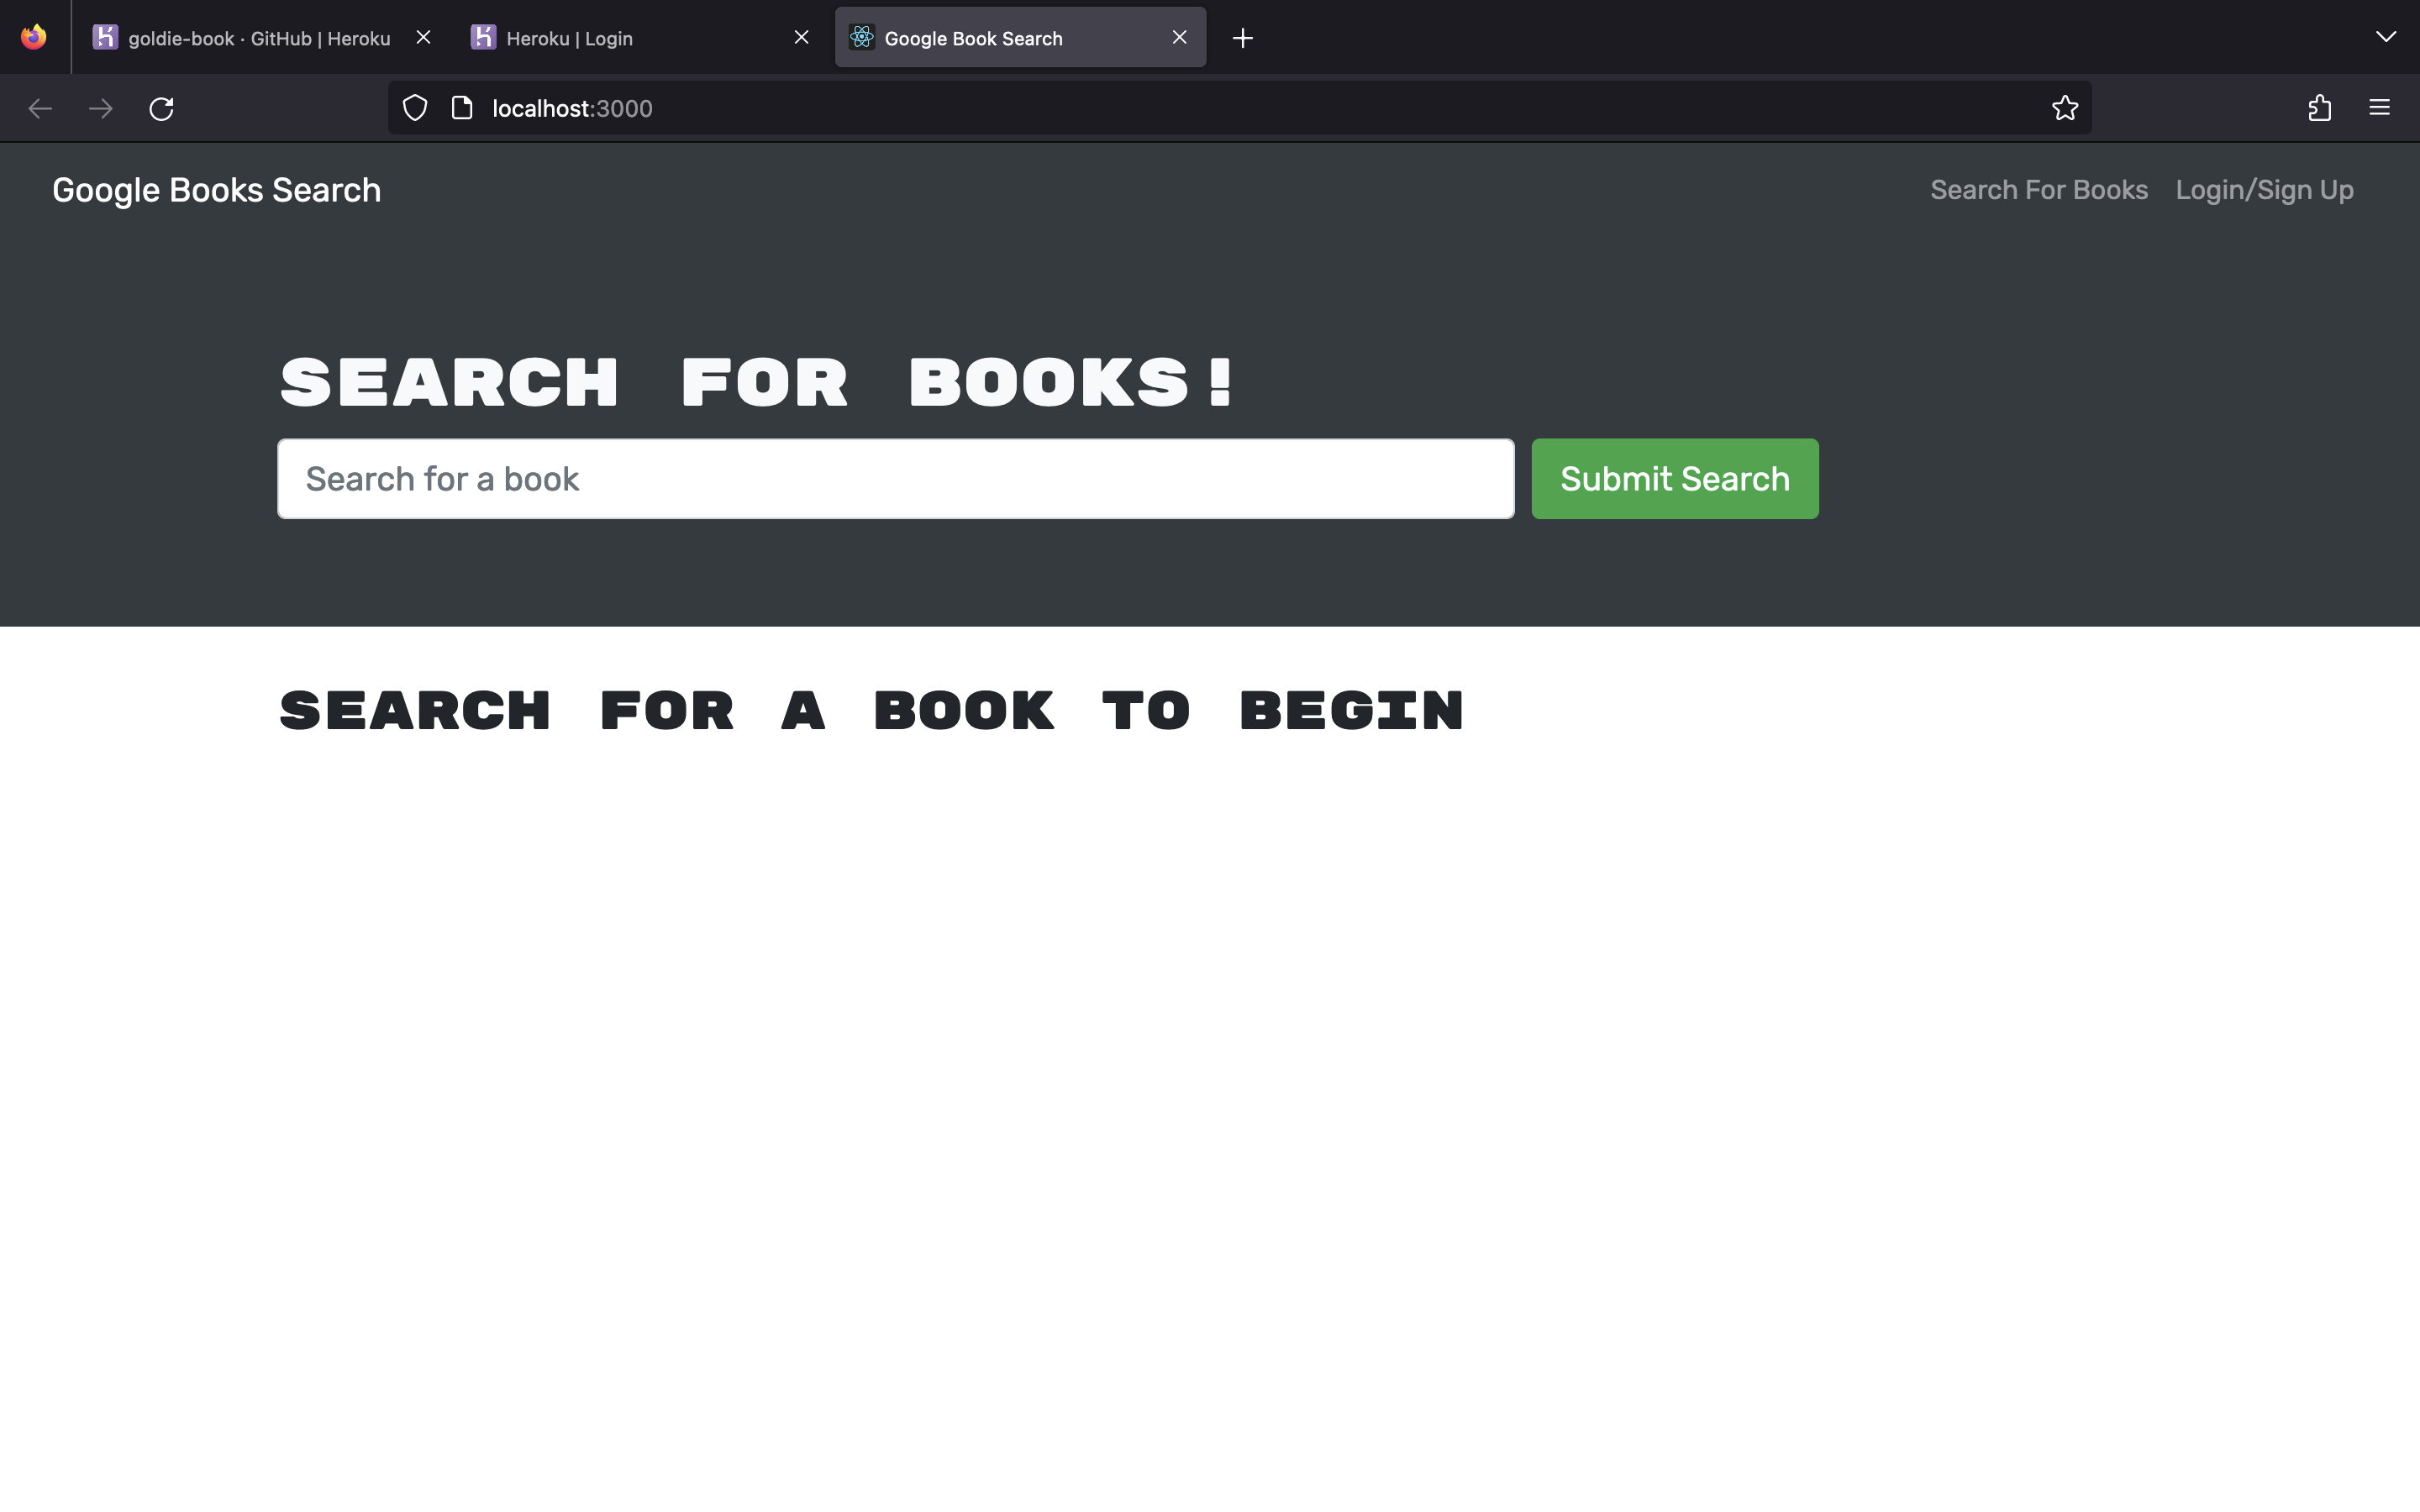 goldie-book · GitHub | Heroku
Heroku | Login
Google Book Search
localhost:3000
Google Books Search
Search For Books
Login/Sign Up
SEARCH FOR BOOKS!
Search for a book
Submit Search
SEARCH FOR A BOOK TO BEGIN